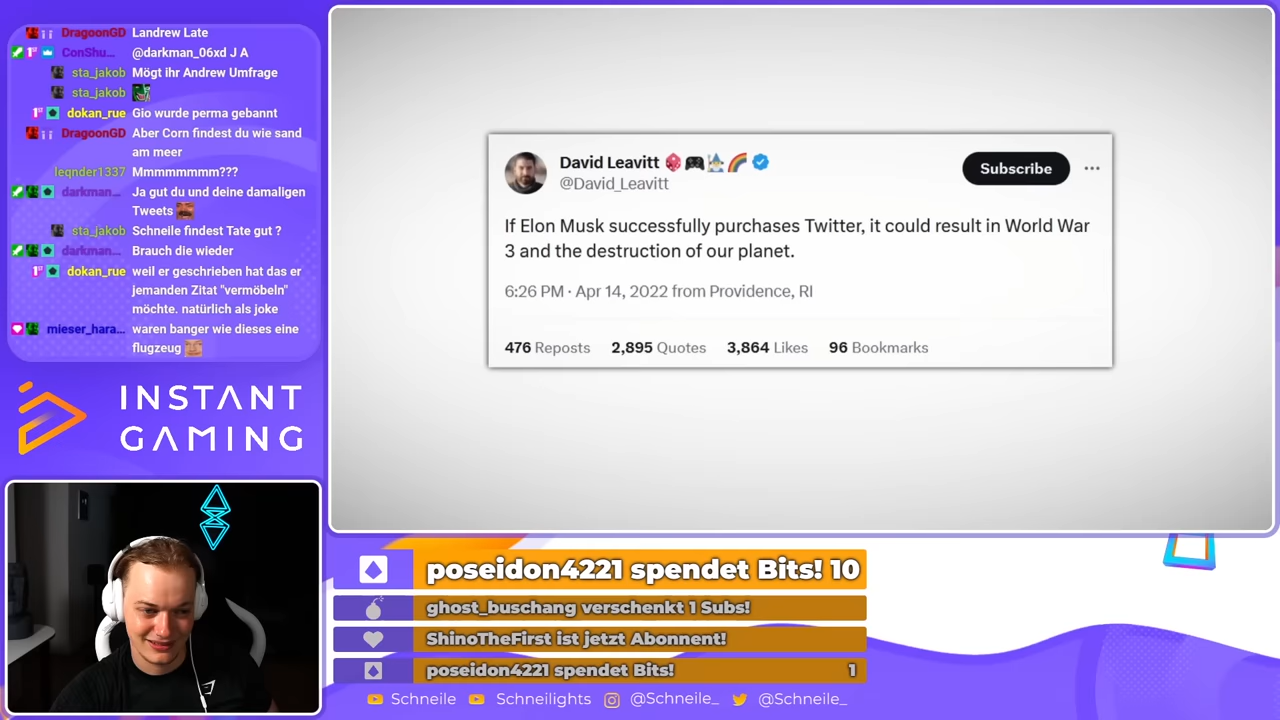 DragoonGD Landrew Late
ConShu... @darkman_06xd J A
sta_jakob Mögt ihr Andrew Umfrage
sta_jakob
dokan_rue Gio wurde perma gebannt
DragoonGD Aber Corn findest du wie sand
am meer
leqnder1337 Mmmmmmmm???
darkman... Ja gut du und deine damaligen
Tweets
sta_jakob Schneile findest Tate gut ?
darkman... Brauch die wieder
dokan_rue weil er geschrieben hat das er
jemanden Zitat "vermöbeln"
möchte. natürlich als joke
mieser_hara... waren banger wie dieses eine
flugzeug
INSTANT
GAMING
David Leavitt
@David_Leavitt
Subscribe
If Elon Musk successfully purchases Twitter, it could result in World War
3 and the destruction of our planet.
6:26 PM · Apr 14, 2022 from Providence, RI
476 Reposts 2,895 Quotes 3,864 Likes 96 Bookmarks
poseidon4221 spendet Bits! 10
ghost_buschang verschenkt 1 Subs!
ShinoTheFirst ist jetzt Abonnent!
poseidon4221 spendet Bits! 1
Schneile Schneilights @Schneile_ @Schneile_